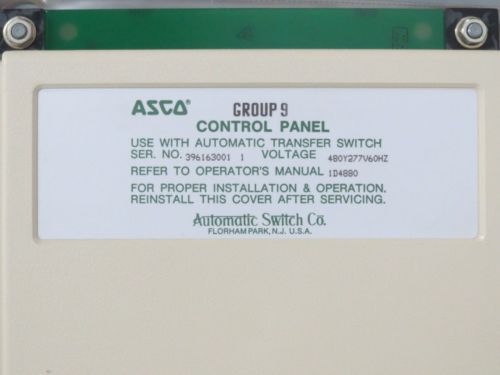 ASCO® GROUP 9
CONTROL PANEL
USE WITH AUTOMATIC TRANSFER SWITCH
SER. NO. 396163001 1 VOLTAGE 480Y277V60HZ
REFER TO OPERATOR'S MANUAL 1D4880
FOR PROPER INSTALLATION & OPERATION.
REINSTALL THIS COVER AFTER SERVICING.
Automatic Switch Co.
FLORHAM PARK, N.J. U.S.A.